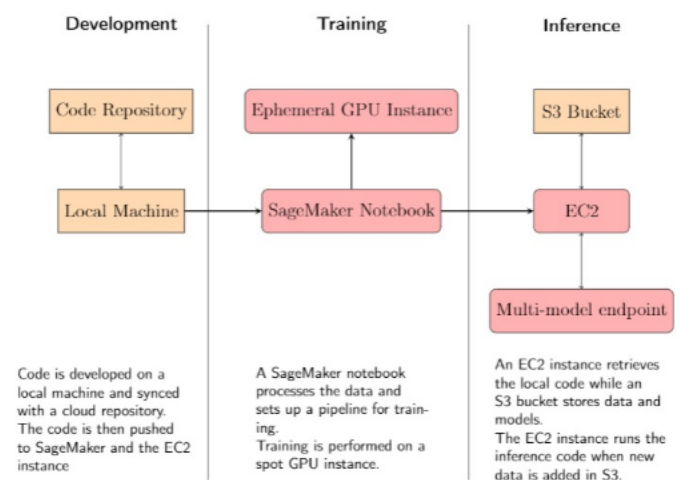 Development
Training
Inference
Code Repository
Ephemeral GPU Instance
S3 Bucket
Local Machine
SageMaker Notebook
EC2
Multi-model endpoint
Code is developed on a
local machine and synced
with a cloud repository.
The code is then pushed
to SageMaker and the EC2
instance
A SageMaker notebook
processes the data and
sets up a pipeline for train-
ing.
Training is performed on a
spot GPU instance.
An EC2 instance retrieves
the local code while an
S3 bucket stores data and
models.
The EC2 instance runs the
inference code when new
data is added in S3.